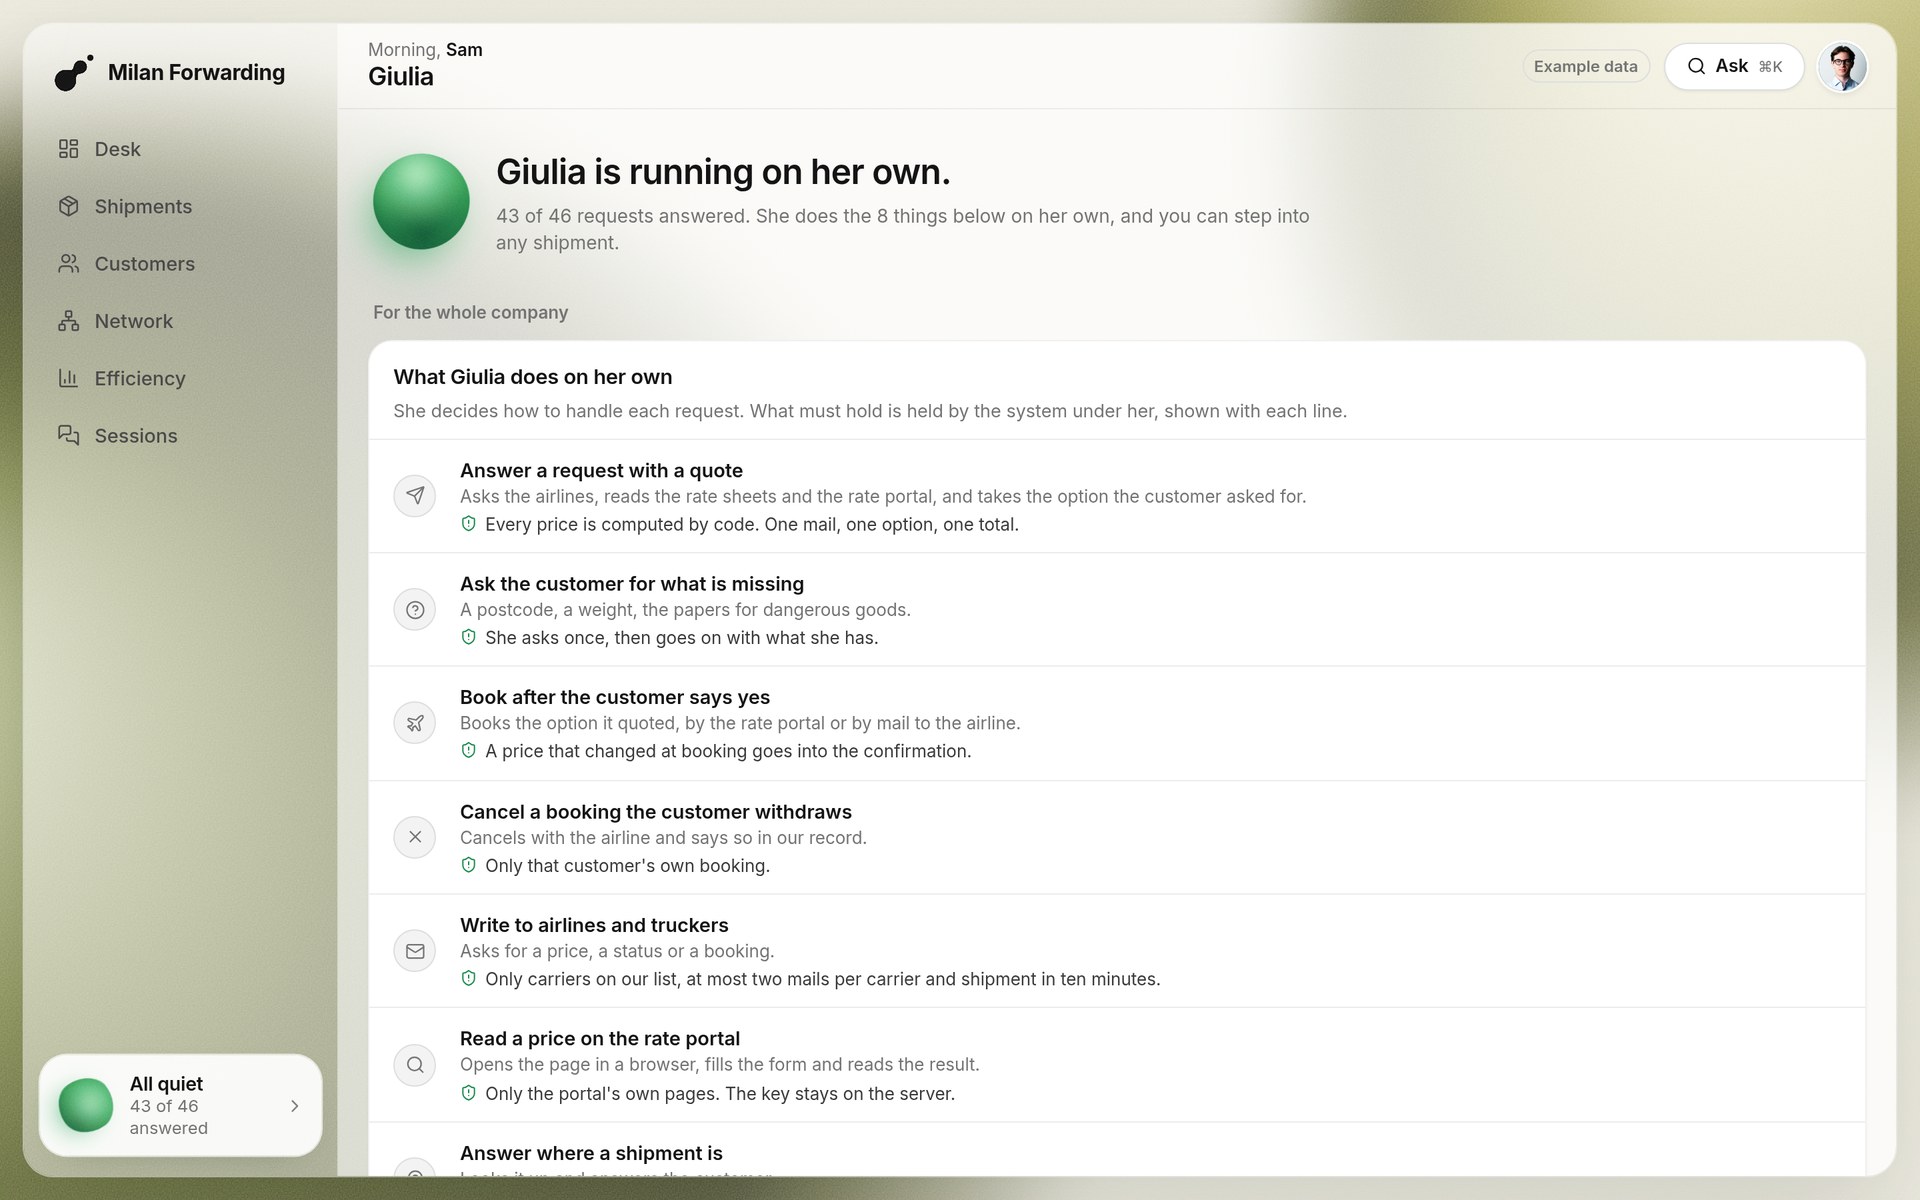 Milan Forwarding
Desk
Shipments
Customers
Network
Efficiency
Sessions
All quiet
43 of 46
answered
Morning, Sam
Giulia
Example data
Ask ⌘K
Giulia is running on her own.
43 of 46 requests answered. She does the 8 things below on her own, and you can step into
any shipment.
For the whole company
What Giulia does on her own
She decides how to handle each request. What must hold is held by the system under her, shown with each line.
Answer a request with a quote
Asks the airlines, reads the rate sheets and the rate portal, and takes the option the customer asked for.
Every price is computed by code. One mail, one option, one total.
Ask the customer for what is missing
A postcode, a weight, the papers for dangerous goods.
She asks once, then goes on with what she has.
Book after the customer says yes
Books the option it quoted, by the rate portal or by mail to the airline.
A price that changed at booking goes into the confirmation.
Cancel a booking the customer withdraws
Cancels with the airline and says so in our record.
Only that customer's own booking.
Write to airlines and truckers
Asks for a price, a status or a booking.
Only carriers on our list, at most two mails per carrier and shipment in ten minutes.
Read a price on the rate portal
Opens the page in a browser, fills the form and reads the result.
Only the portal's own pages. The key stays on the server.
Answer where a shipment is